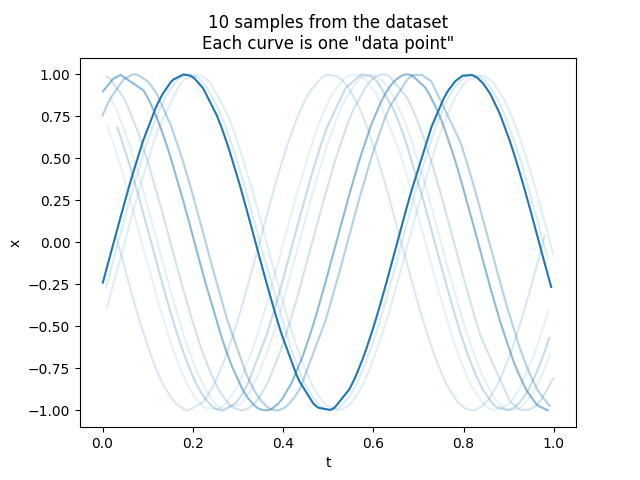 10 samples from the dataset
Each curve is one "data point"
1.00
0.75
0.50
0.25
0.00
−0.25
−0.50
−0.75
−1.00
x
0.0 0.2 0.4 0.6 0.8 1.0
t